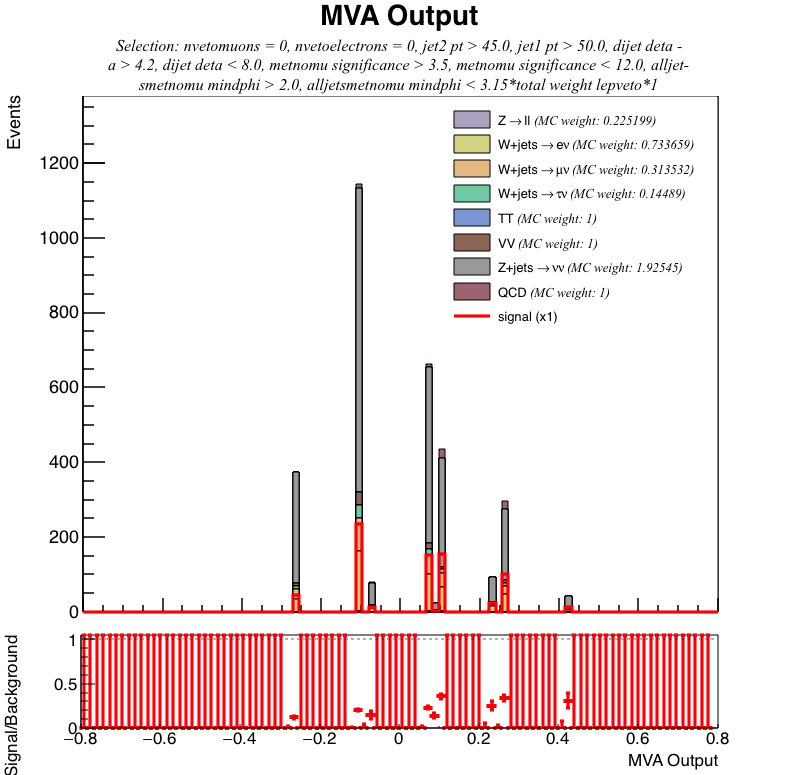 MVA Output
Selection: nvetomuons = 0, nvetoelectrons = 0, jet2 pt > 45.0, jet1 pt > 50.0, dijet deta -
a > 4.2, dijet deta < 8.0, metnomu significance > 3.5, metnomu significance < 12.0, alljet-
smetnomu mindphi > 2.0, alljetsmetnomu mindphi < 3.15*total weight lepveto*1
Events
1200
1000
800
600
400
200
0
Z→ll (MC weight: 0.225199)
W+jets→eν (MC weight: 0.733659)
W+jets→μν (MC weight: 0.313532)
W+jets→τν (MC weight: 0.14489)
TT (MC weight: 1)
VV (MC weight: 1)
Z+jets→νν (MC weight: 1.92545)
QCD (MC weight: 1)
signal (x1)
Signal/Background
1
0.5
0
−0.8 −0.6 −0.4 −0.2 0 0.2 0.4 0.6 0.8
MVA Output